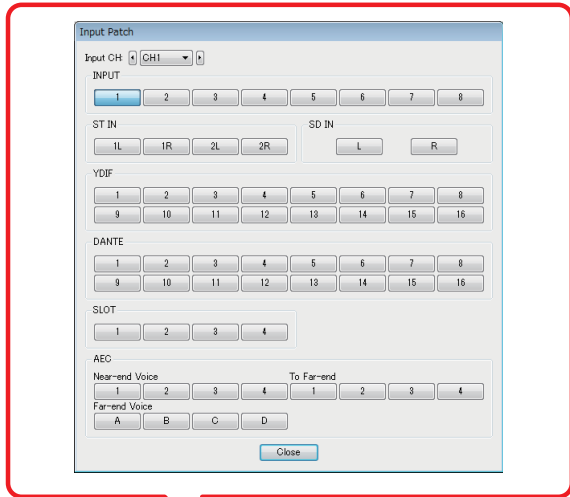 Input Patch
Input CH: CH1
INPUT
1 2 3 4 5 6 7 8
ST IN SD IN
1L 1R 2L 2R L R
YDIF
1 2 3 4 5 6 7 8
9 10 11 12 13 14 15 16
DANTE
1 2 3 4 5 6 7 8
9 10 11 12 13 14 15 16
SLOT
1 2 3 4
AEC
Near-end Voice To Far-end
1 2 3 4 1 2 3 4
Far-end Voice
A B C D
Close